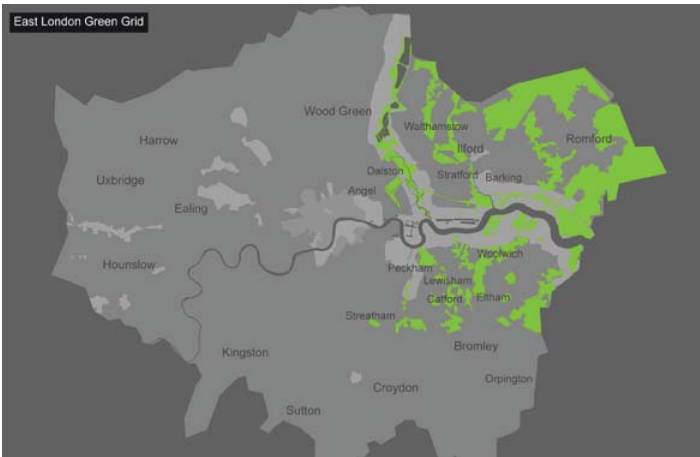 East London Green Grid
Wood Green
Walthamstow
Harrow
Ilford
Romford
Dalston
Stratford
Barking
Uxbridge
Angel
Ealing
Woolwich
Hounslow
Peckham
Lewisham
Catford
Eltham
Streatham
Bromley
Kingston
Croydon
Orpington
Sutton